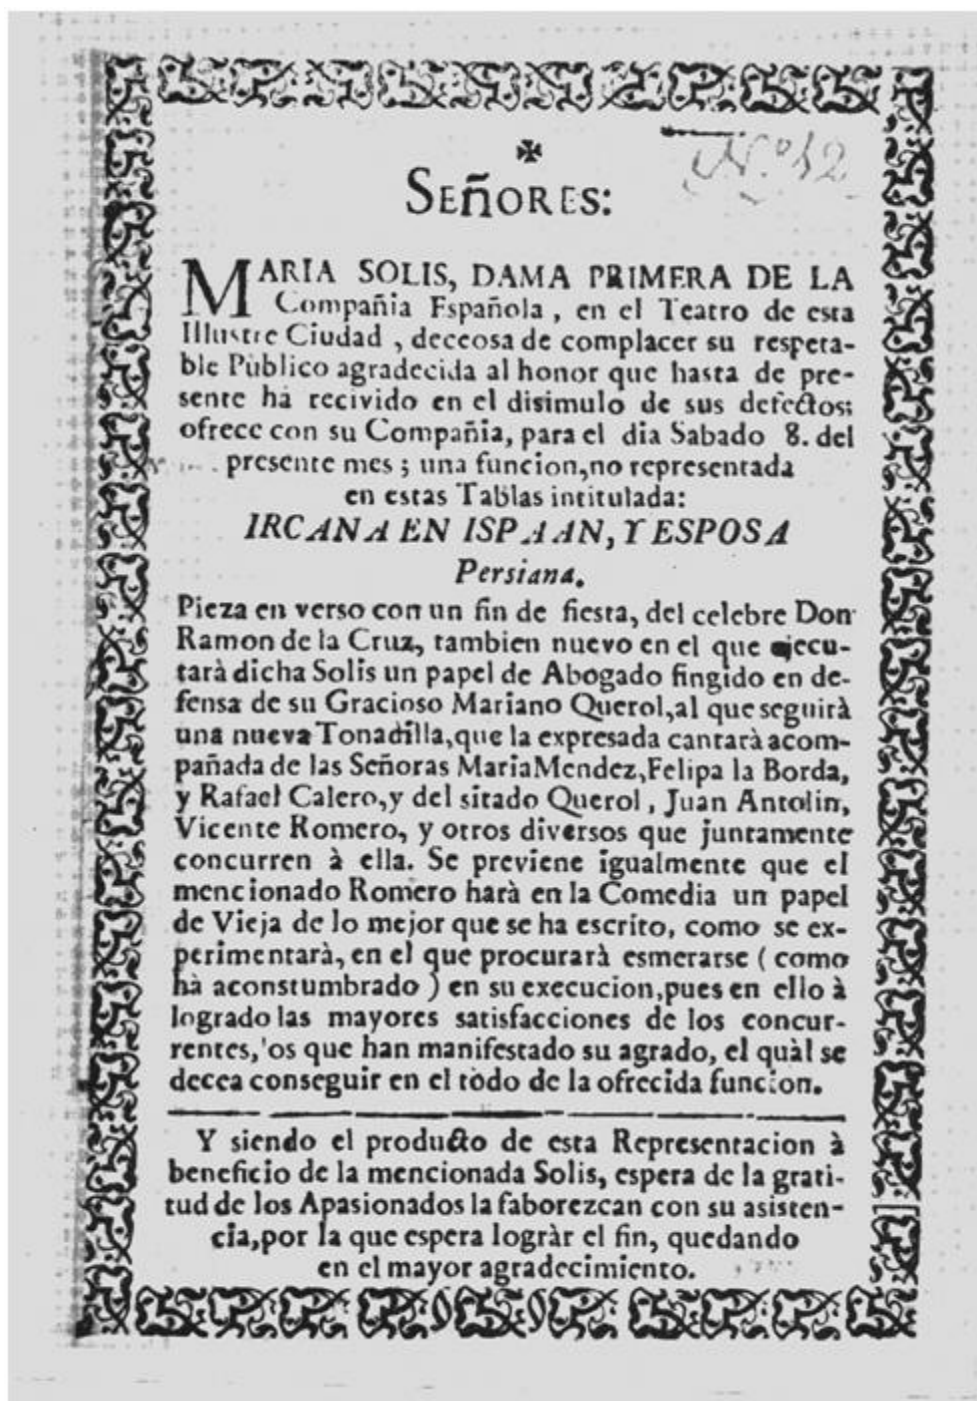 N.º 12
✠
SEÑORES:
MARIA SOLIS, DAMA PRIMERA DE LA
Compañia Española, en el Teatro de esta
Illustre Ciudad, deceosa de complacer su respeta-
ble Pùblico agradecida al honor que hasta de pre-
sente hà recivido en el disimulo de sus defectos;
ofrece con su Compañia, para el dia Sabado 8. del
presente mes; una funcion, no representada
en estas Tablas intitulada:
IRCANA EN ISPAAN, Y ESPOSA
Persiana.
Pieza en verso con un fin de fiesta, del celebre Don
Ramon de la Cruz, tambien nuevo en el que ejecu-
tarà dicha Solis un papel de Abogado fingido en de-
fensa de su Gracioso Mariano Querol, al que seguirà
una nueva Tonadilla, que la expresada cantarà acom-
pañada de las Señoras Maria Mendez, Felipa la Borda,
y Rafael Calero, y del sitado Querol, Juan Antolin,
Vicente Romero, y otros diversos que juntamente
concurren à ella. Se previene igualmente que el
mencionado Romero harà en la Comedia un papel
de Vieja de lo mejor que se ha escrito, como se ex-
perimentarà, en el que procurarà esmerarse ( como
hà aconstumbrado ) en su execucion, pues en ello à
logrado las mayores satisfacciones de los concur-
rentes, 'os que han manifestado su agrado, el quàl se
decea conseguir en el tòdo de la ofrecida funcion.
Y siendo el producto de esta Representacion à
beneficio de la mencionada Solis, espera de la grati-
tud de los Apasionados la faborezcan con su asisten-
cia, por la que espera logràr el fin, quedando
en el mayor agradecimiento.